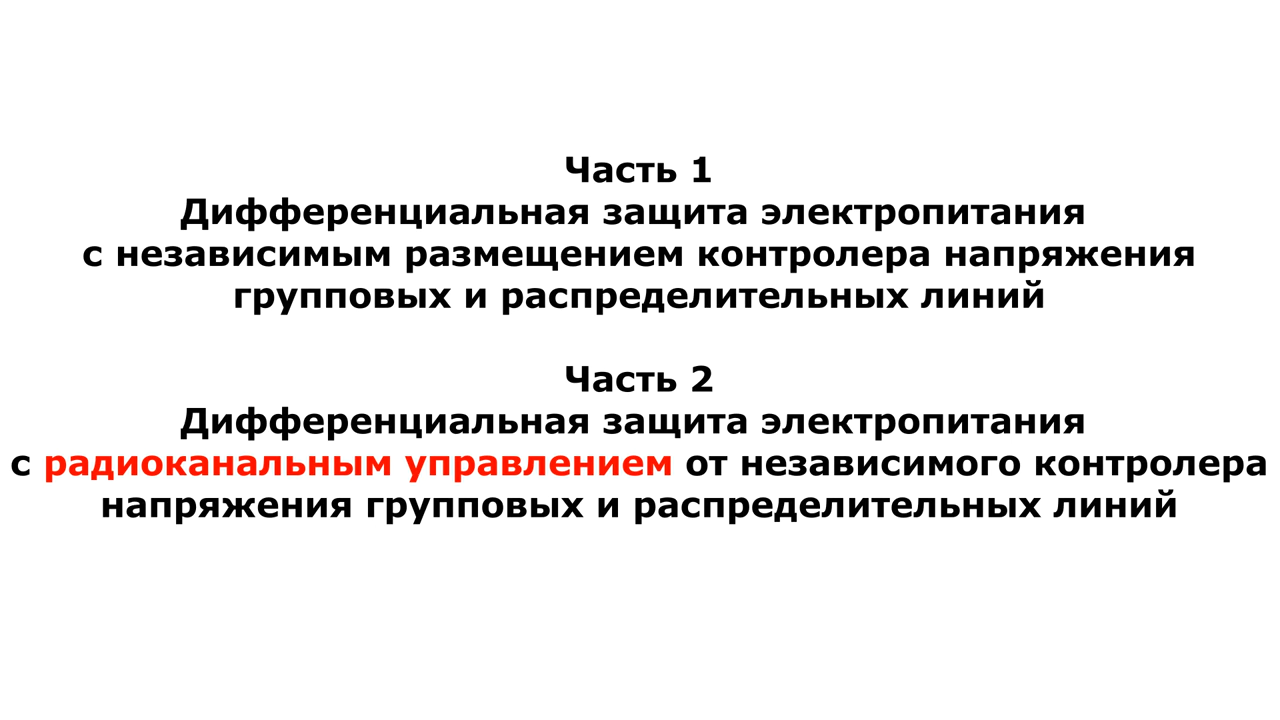 Часть 1
Дифференциальная защита электропитания
с независимым размещением контролера напряжения
групповых и распределительных линий
Часть 2
Дифференциальная защита электропитания
с радиоканальным управлением от независимого контролера
напряжения групповых и распределительных линий